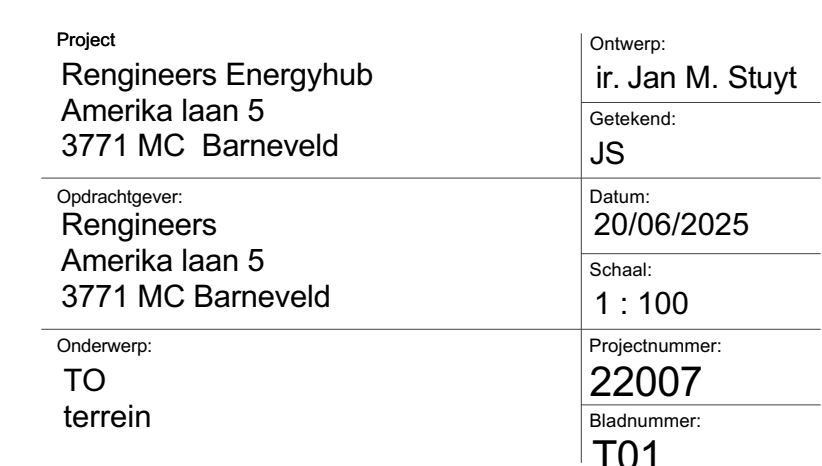 Project
Rengineers Energyhub
Amerika laan 5
3771 MC  Barneveld
Ontwerp:
ir. Jan M. Stuyt
Getekend:
JS
Opdrachtgever:
Rengineers
Amerika laan 5
3771 MC Barneveld
Datum:
20/06/2025
Schaal:
1 : 100
Onderwerp:
TO
terrein
Projectnummer:
22007
Bladnummer:
T01